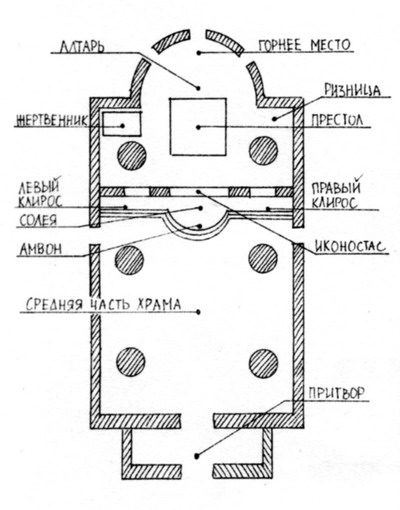 АЛТАРЬ
ГОРНЕЕ МЕСТО
РИЗНИЦА
ЖЕРТВЕННИК
ПРЕСТОЛ
ЛЕВЫЙ
КЛИРОС
ПРАВЫЙ
КЛИРОС
СОЛЕЯ
АМВОН
ИКОНОСТАС
СРЕДНЯЯ ЧАСТЬ ХРАМА
ПРИТВОР